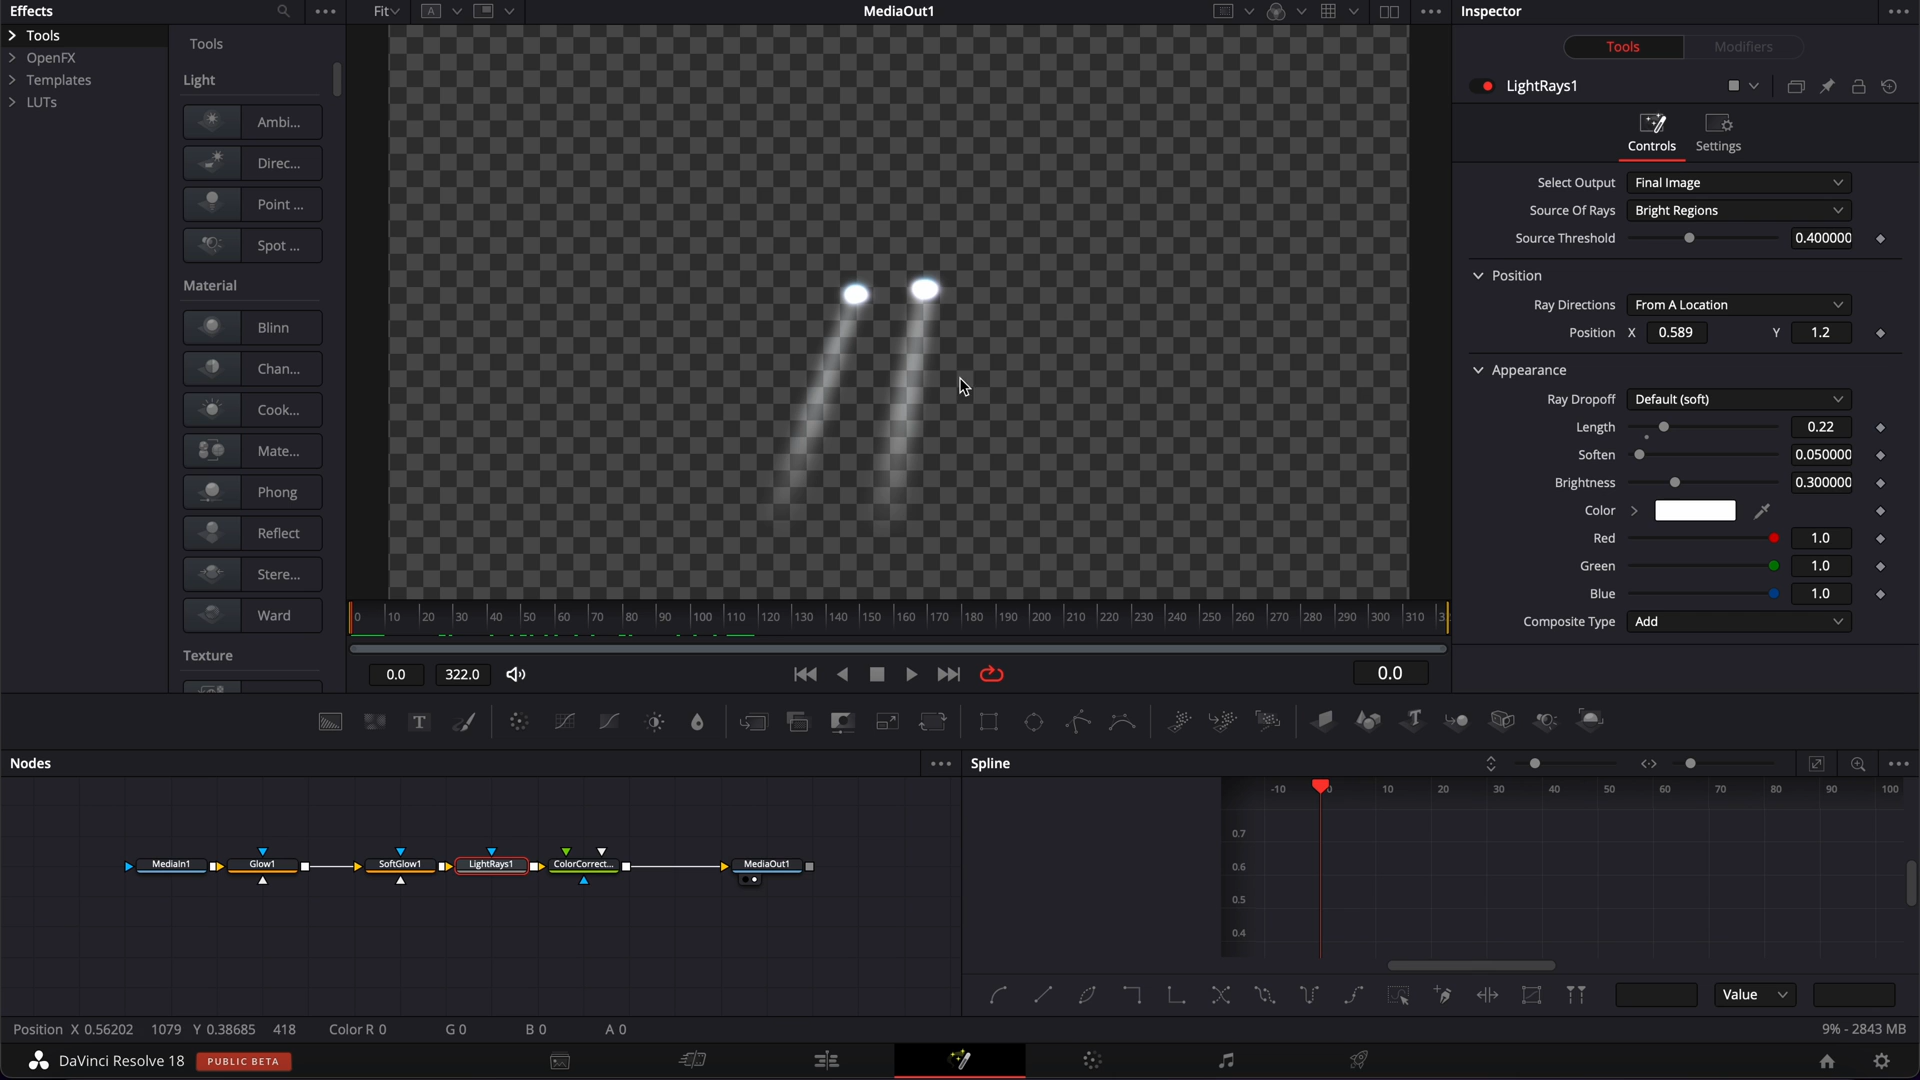 Effects
Fit
A
MediaOut1
Inspector
Tools
OpenFX
Templates
LUTs
Tools
Light
Ambi...
Direc...
Point ...
Spot ...
Material
Blinn
Chan...
Cook...
Mate...
Phong
Reflect
Stere...
Ward
Texture
Tools
Modifiers
LightRays1
Controls
Settings
Select Output Final Image
Source Of Rays Bright Regions
Source Threshold 0.400000
Position
Ray Directions From A Location
Position X 0.589 Y 1.2
Appearance
Ray Dropoff Default (soft)
Length 0.22
Soften 0.050000
Brightness 0.300000
Color
Red 1.0
Green 1.0
Blue 1.0
Composite Type Add
0 10 20 30 40 50 60 70 80 90 100 110 120 130 140 150 160 170 180 190 200 210 220 230 240 250 260 270 280 290 300 310
0.0 322.0 0.0
T
T
Nodes
MediaIn1
Glow1
SoftGlow1
LightRays1
ColorCorrect...
MediaOut1
Spline
-10 0 10 20 30 40 50 60 70 80 90 100
0.7
0.6
0.5
0.4
Value
Position X 0.56202 1079 Y 0.38685 418 Color R 0 G 0 B 0 A 0
9% - 2843 MB
DaVinci Resolve 18 PUBLIC BETA